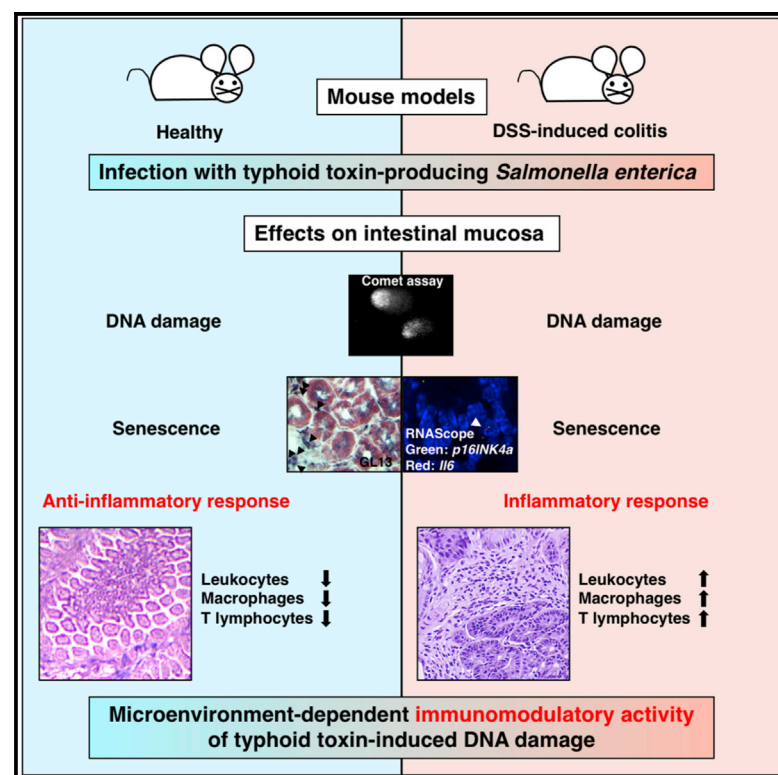 Mouse models
Healthy
DSS-induced colitis
Infection with typhoid toxin-producing Salmonella enterica
Effects on intestinal mucosa
Comet assay
DNA damage
DNA damage
Senescence
GL13
RNAScope
Green: p16INK4a
Red: Il6
Senescence
Anti-inflammatory response
Inflammatory response
Leukocytes ⬇
Macrophages ⬇
T lymphocytes ⬇
Leukocytes ⬆
Macrophages ⬆
T lymphocytes ⬆
Microenvironment-dependent immunomodulatory activity
of typhoid toxin-induced DNA damage